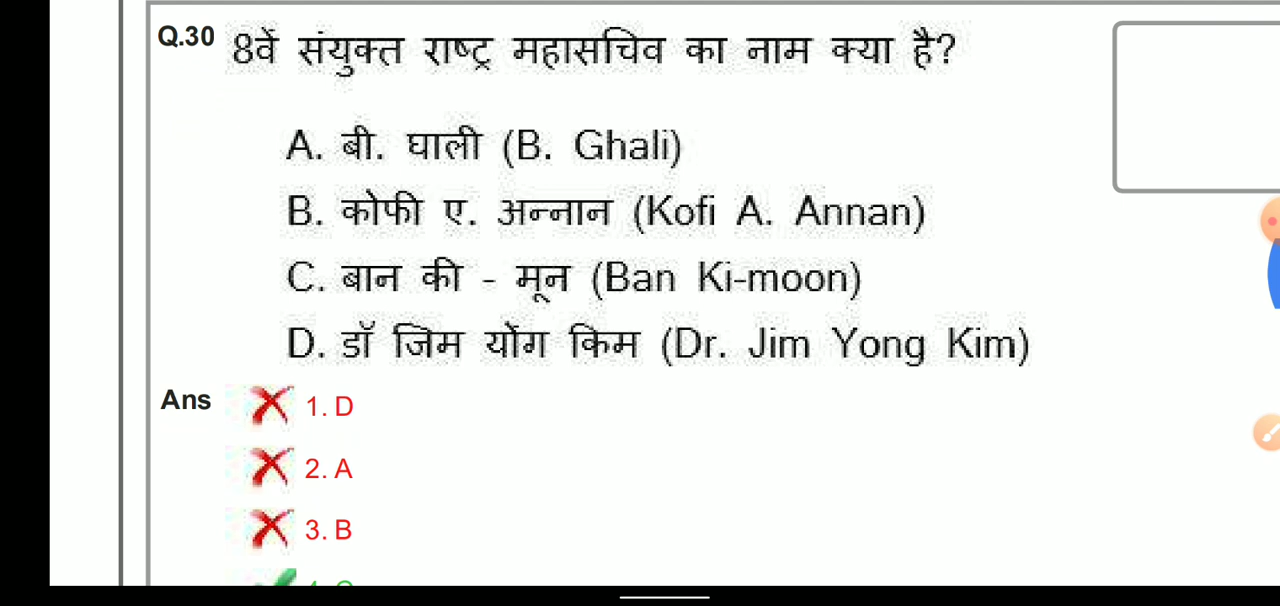 Q.30 8वें संयुक्त राष्ट्र महासचिव का नाम क्या है?
A. बी. घाली (B. Ghali)
B. कोफी ए. अन्नान (Kofi A. Annan)
C. बान की - मून (Ban Ki-moon)
D. डॉ जिम योंग किम (Dr. Jim Yong Kim)
Ans 1. D
2. A
3. B